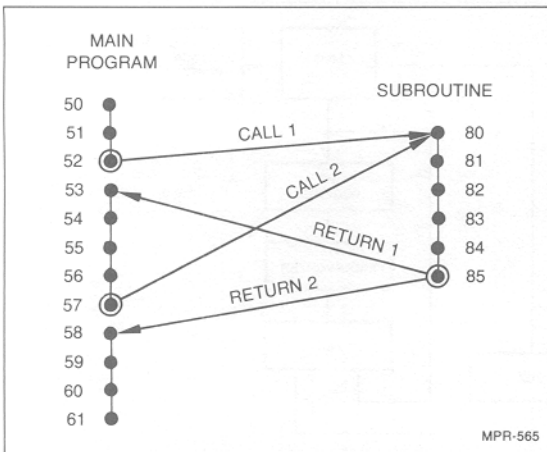 MAIN
PROGRAM
SUBROUTINE
50
51
52
53
54
55
56
57
58
59
60
61
CALL 1
CALL 2
RETURN 1
RETURN 2
80
81
82
83
84
85
MPR-565